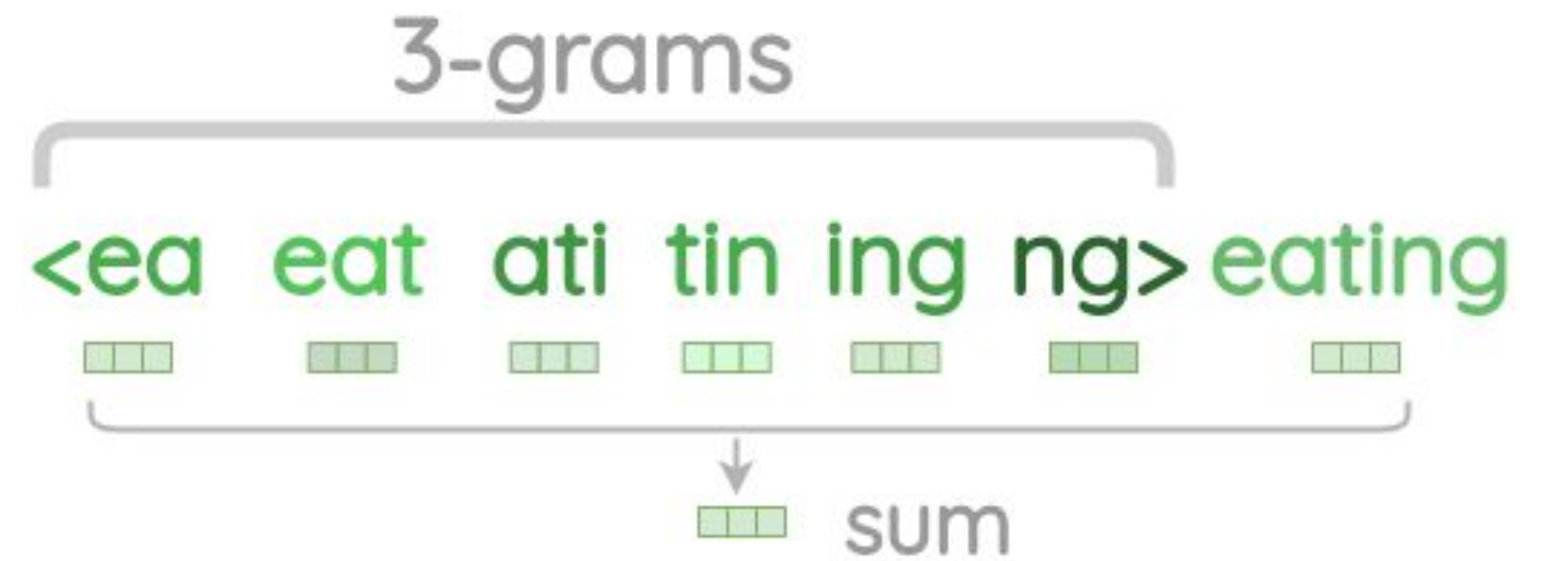 3-grams
<ea eat ati tin ing ng> eating
sum